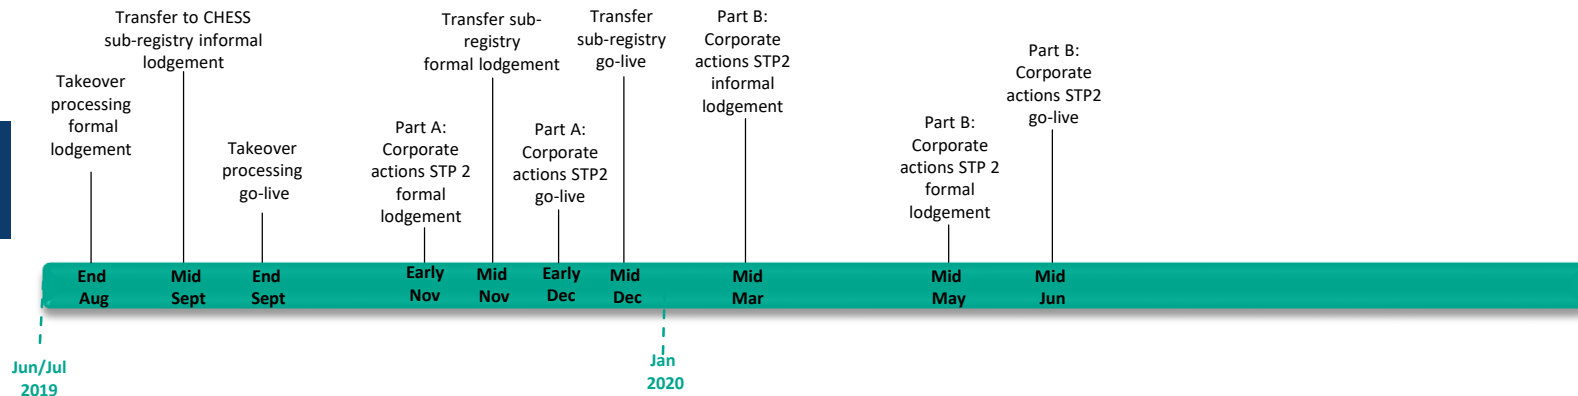 Transfer to CHESS
sub-registry informal
lodgement
Takeover
processing
formal
lodgement
Takeover
processing
go-live
Part A:
Corporate
actions STP 2
formal
lodgement
Transfer sub-
registry
formal lodgement
Part A:
Corporate
actions STP2
go-live
Transfer
sub-registry
go-live
Part B:
Corporate
actions STP2
informal
lodgement
Part B:
Corporate
actions STP 2
formal
lodgement
Part B:
Corporate
actions STP2
go-live
End
Aug
Mid
Sept
End
Sept
Early
Nov
Mid
Nov
Early
Dec
Mid
Dec
Mid
Mar
Mid
May
Mid
Jun
Jun/Jul
2019
Jan
2020